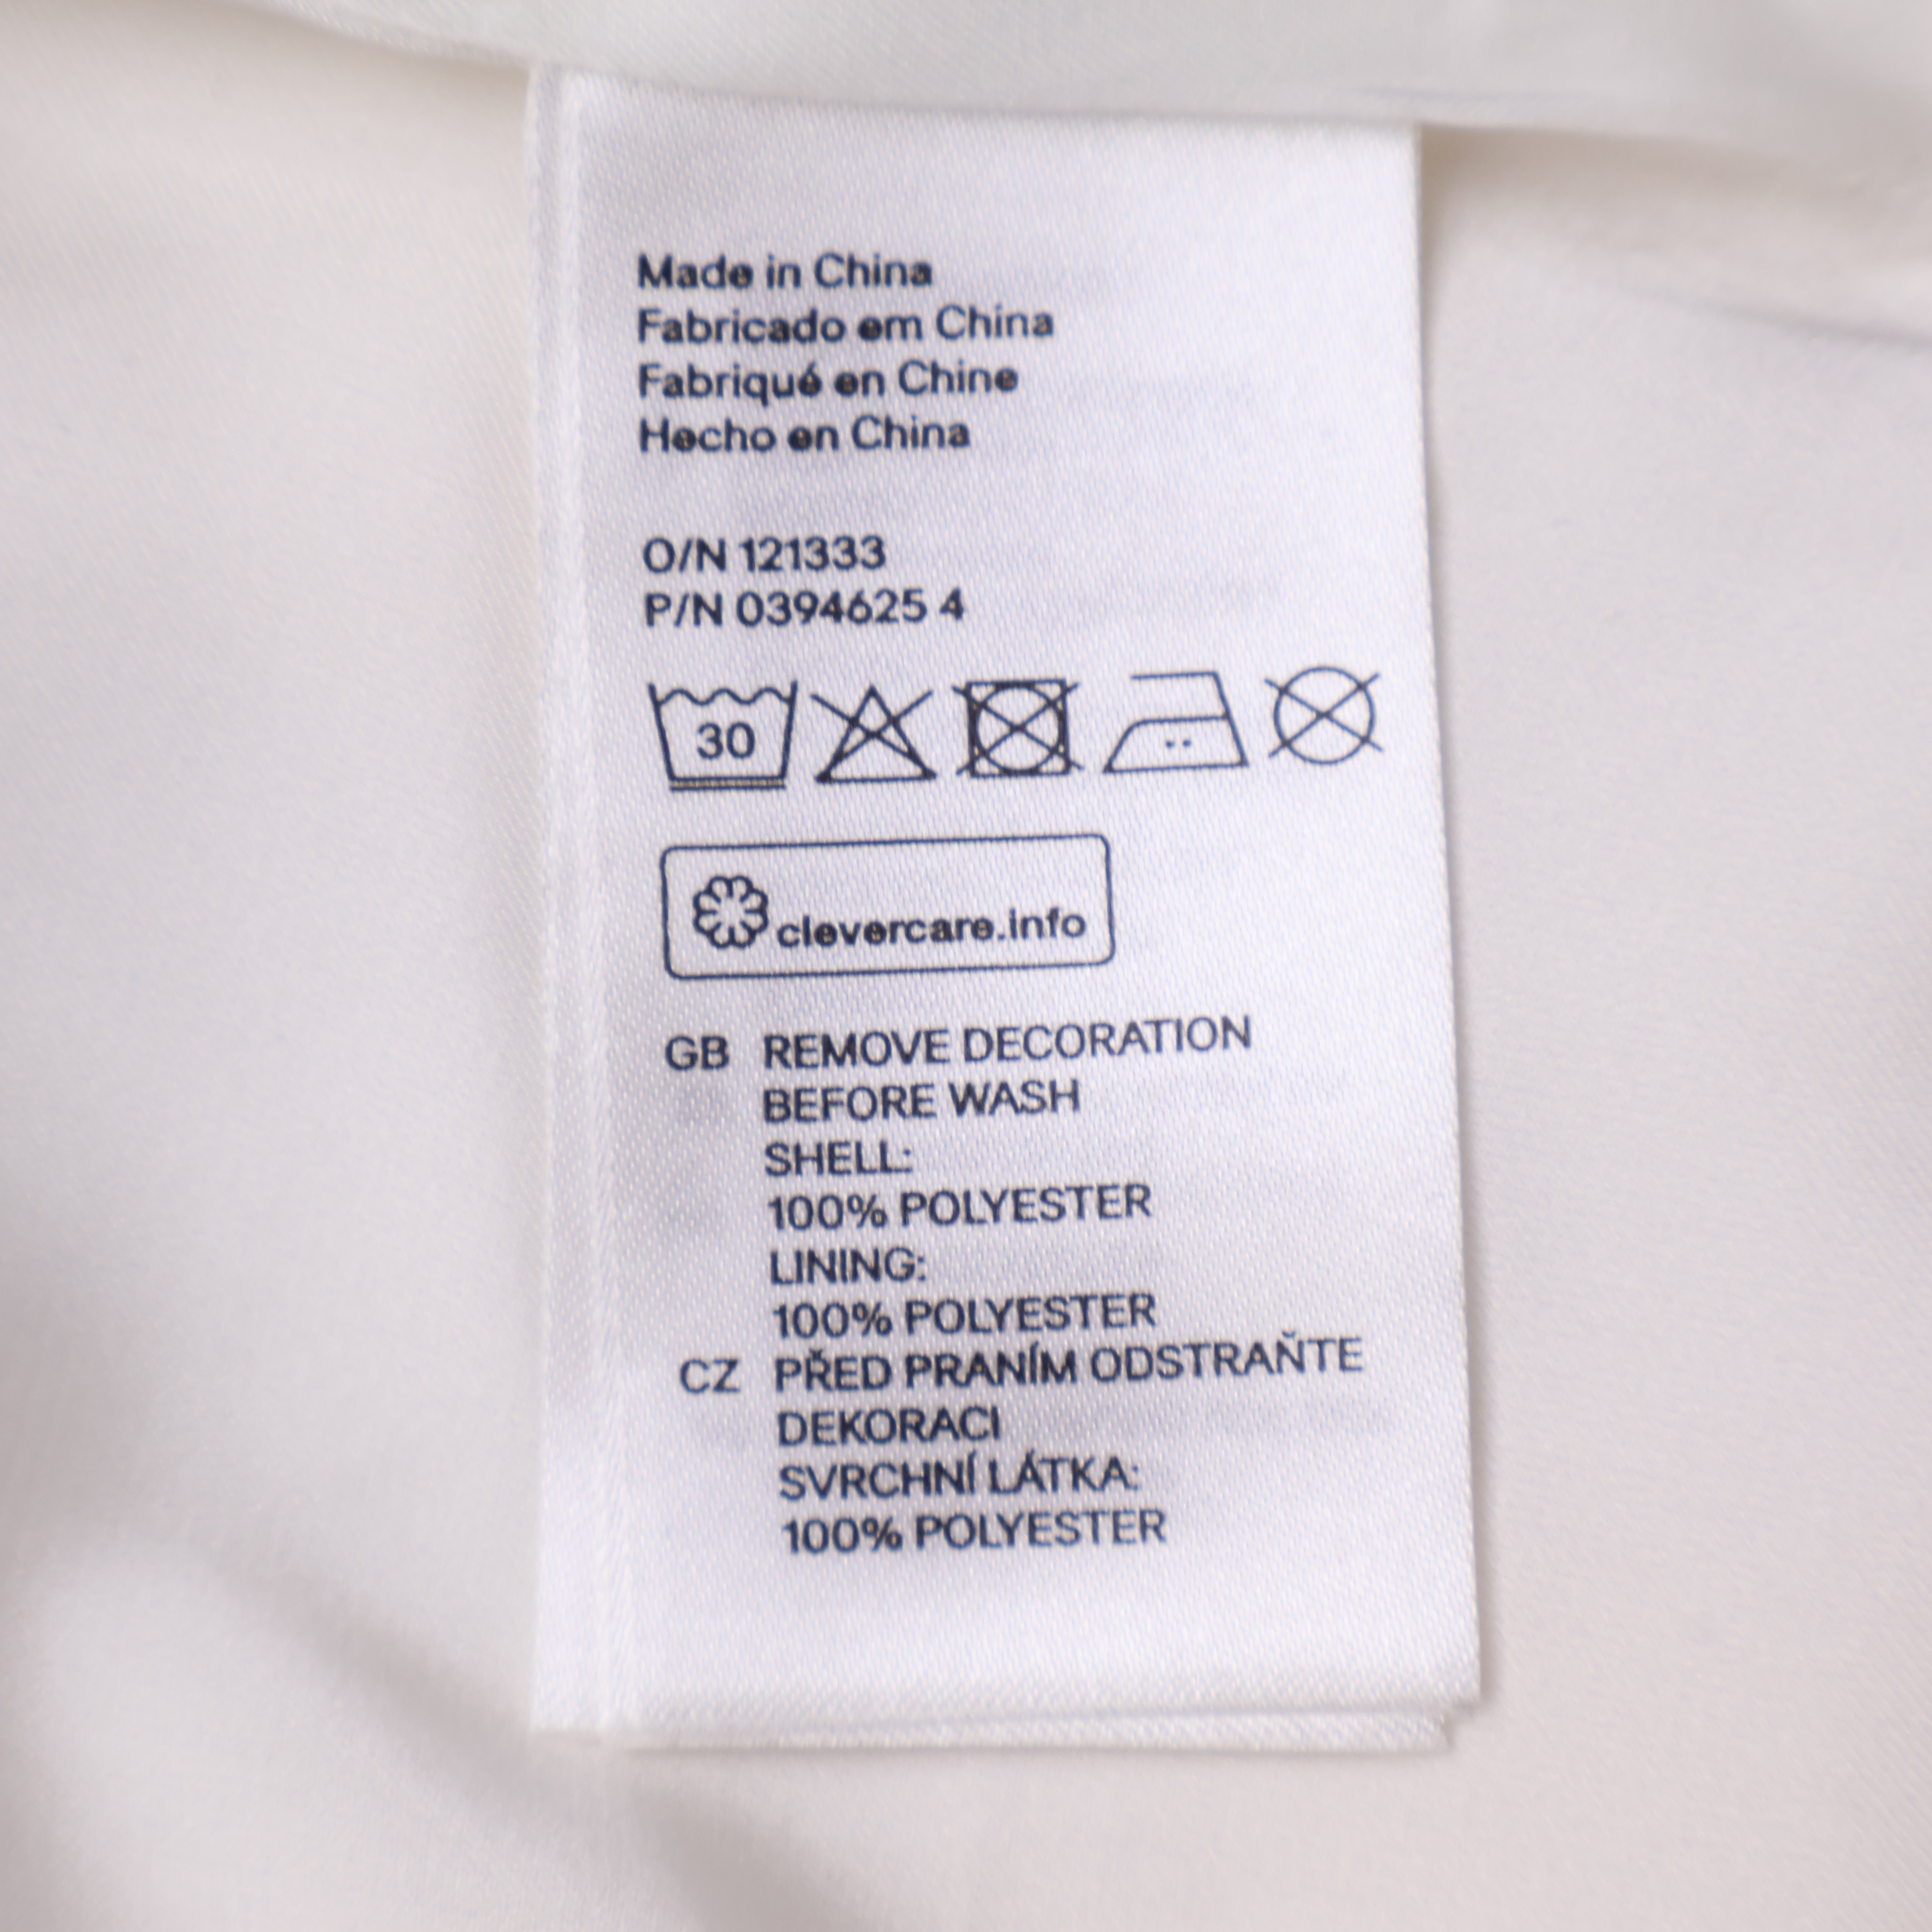 Made in China
Fabricado em China
Fabriqué en Chine
Hecho en China
O/N 121333
P/N 0394625 4
30
clevercare.info
GB REMOVE DECORATION
BEFORE WASH
SHELL:
100% POLYESTER
LINING:
100% POLYESTER
CZ PŘED PRANÍM ODSTRAŇTE
DEKORACI
SVRCHNÍ LÁTKA:
100% POLYESTER